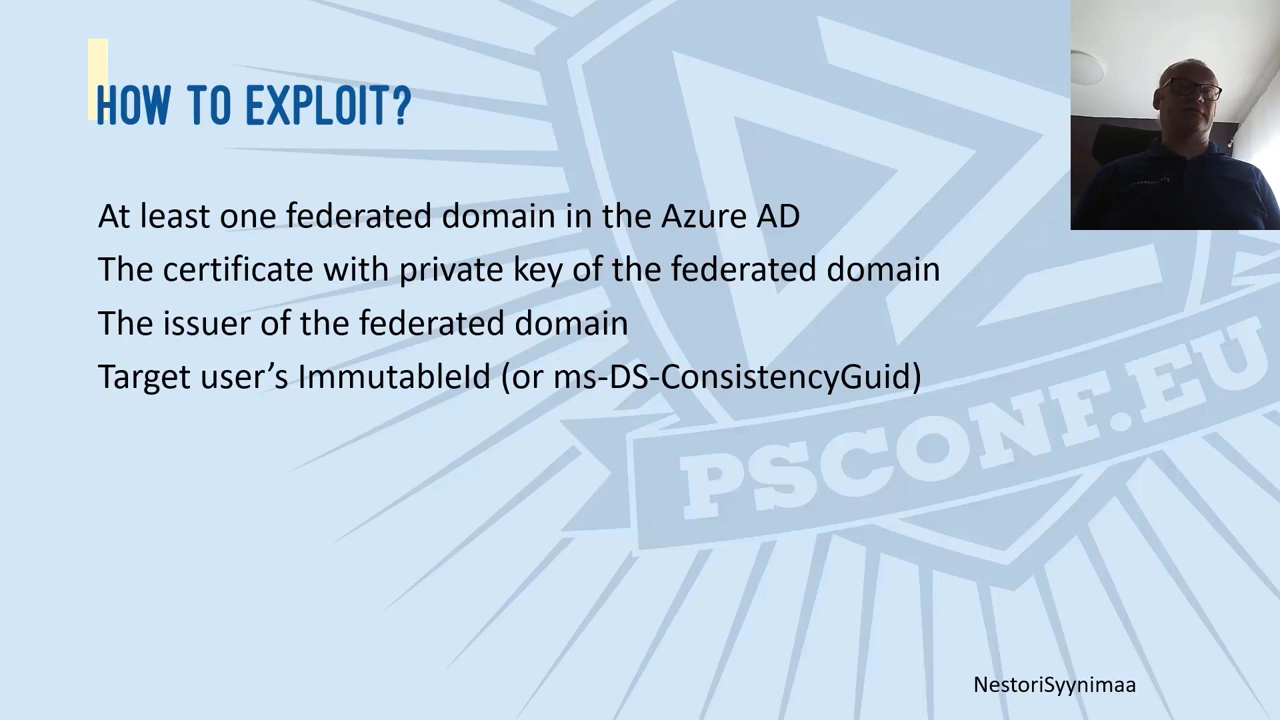 HOW TO EXPLOIT?
At least one federated domain in the Azure AD
The certificate with private key of the federated domain
The issuer of the federated domain
Target user’s ImmutableId (or ms-DS-ConsistencyGuid)
PSCONF.EU
NestoriSyynimaa